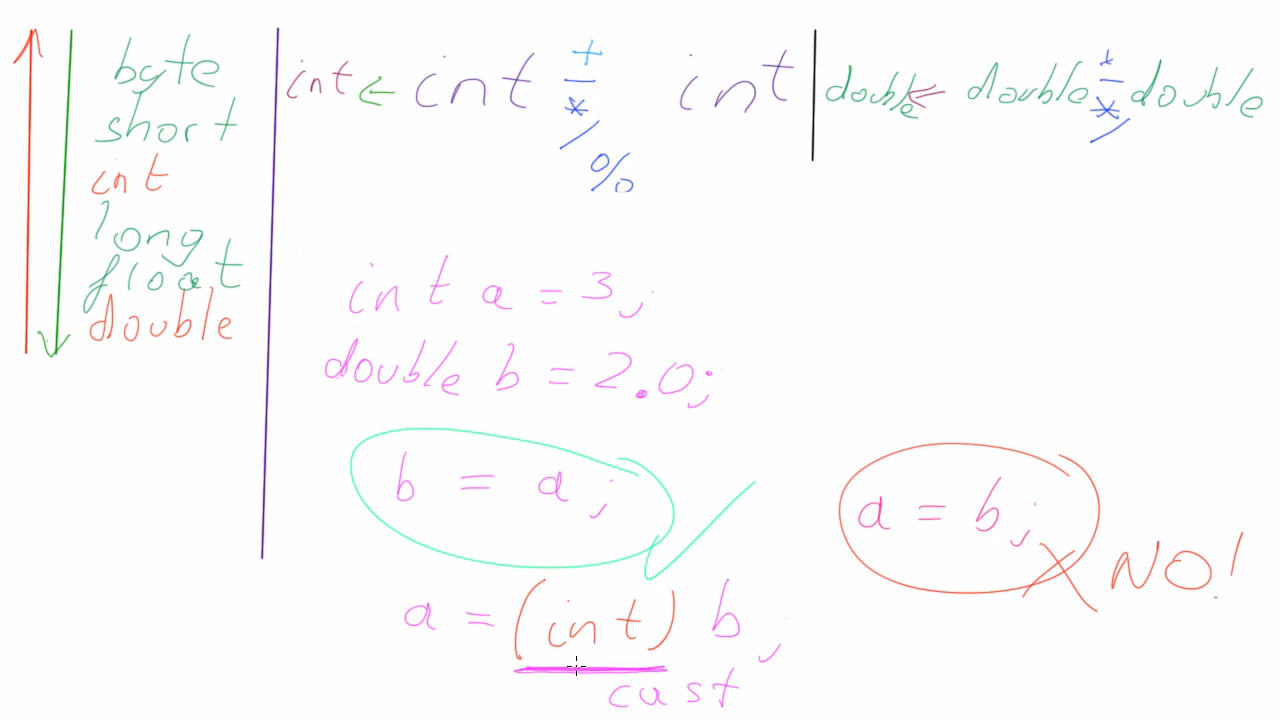 byte
short
int
long
float
double
int ← int + - * / % int
double ← double + - * / double
int a = 3;
double b = 2.0;
b = a;
a = b;
NO!
a = (int) b;
cast